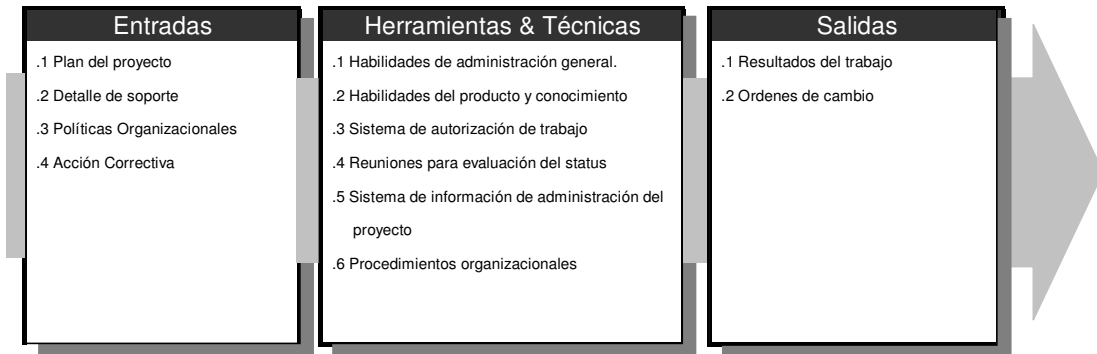 Entradas
.1 Plan del proyecto
.2 Detalle de soporte
.3 Políticas Organizacionales
.4 Acción Correctiva
Herramientas & Técnicas
.1 Habilidades de administración general.
.2 Habilidades del producto y conocimiento
.3 Sistema de autorización de trabajo
.4 Reuniones para evaluación del status
.5 Sistema de información de administración del
proyecto
.6 Procedimientos organizacionales
Salidas
.1 Resultados del trabajo
.2 Ordenes de cambio